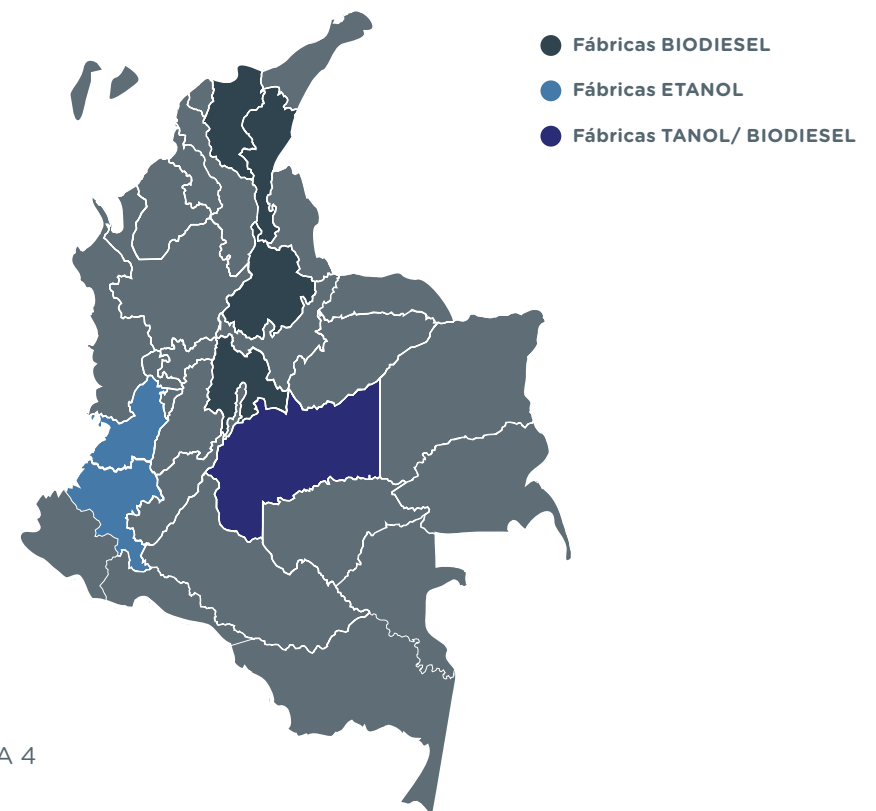 Fábricas BIODIESEL
Fábricas ETANOL
Fábricas TANOL/ BIODIESEL
A 4